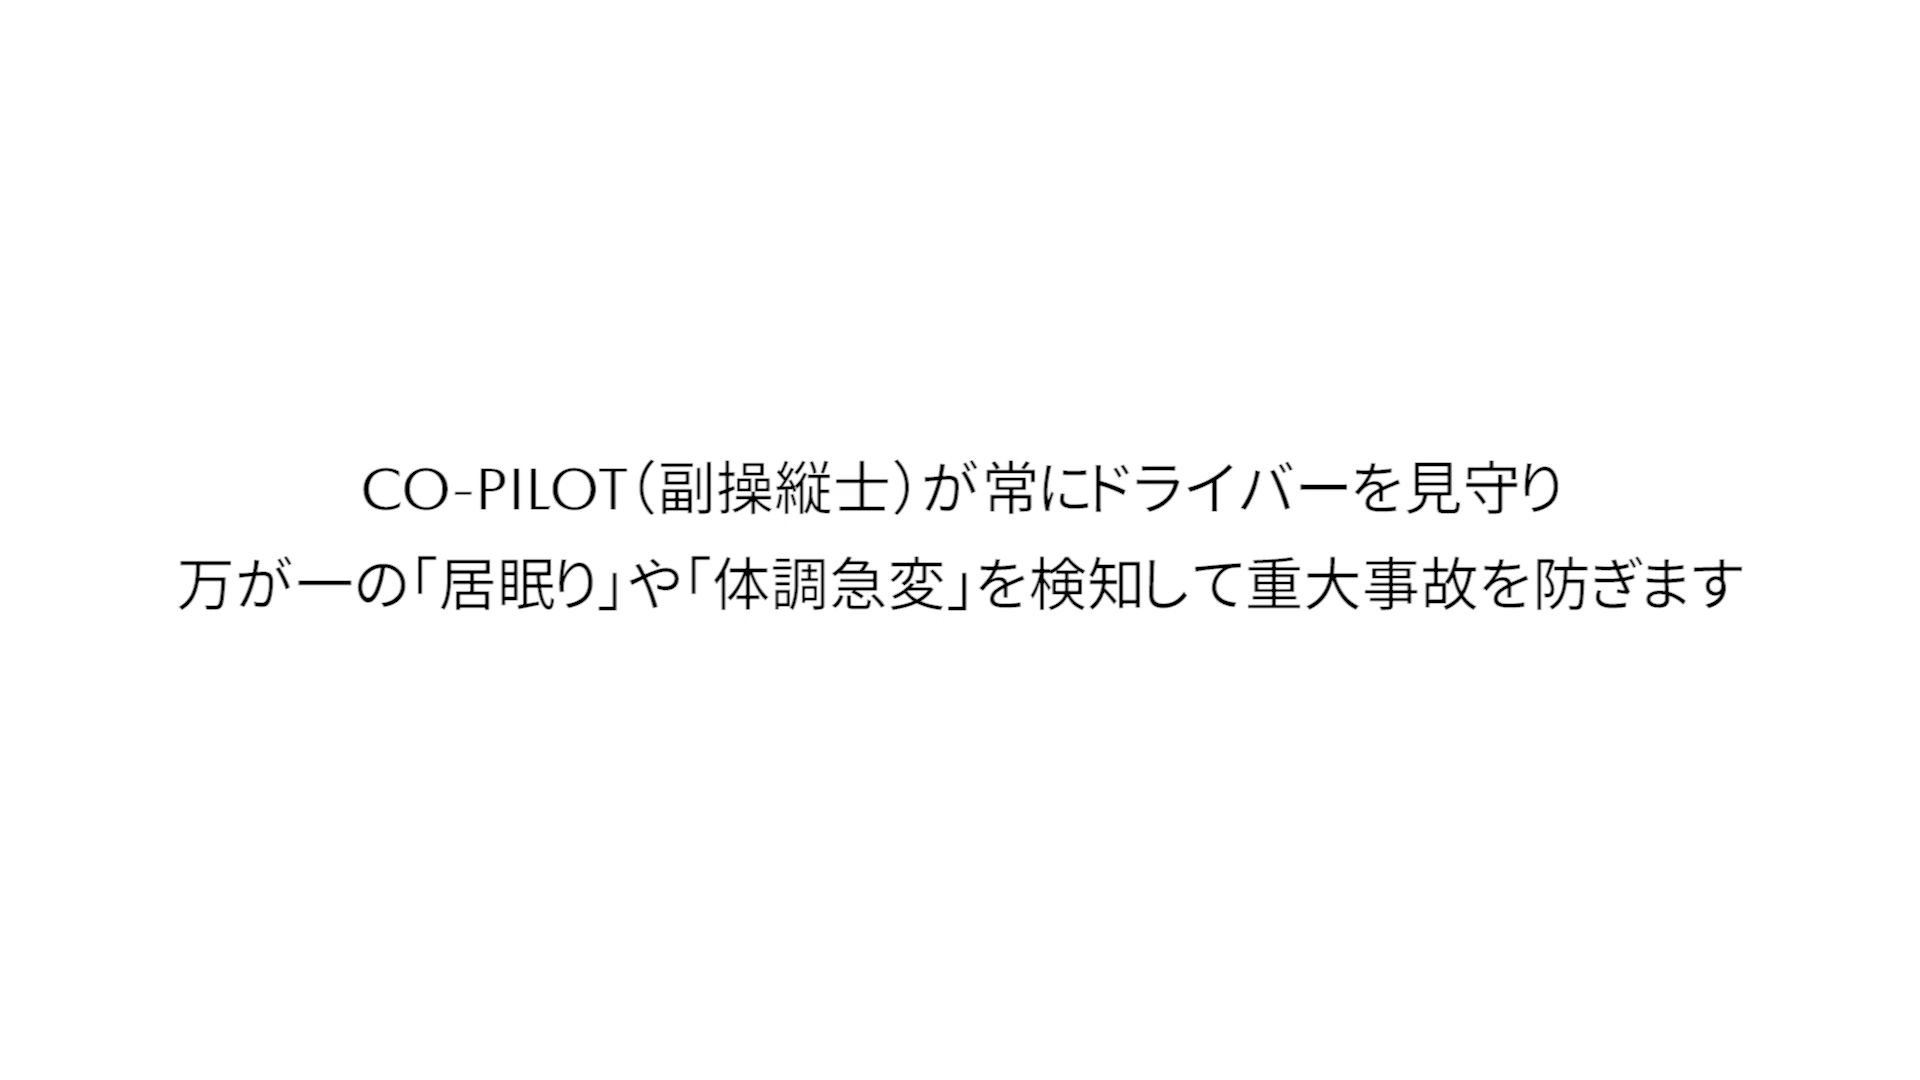 CO-PILOT（副操縦士）が常にドライバーを見守り
万が一の「居眠り」や「体調急変」を検知して重大事故を防ぎます